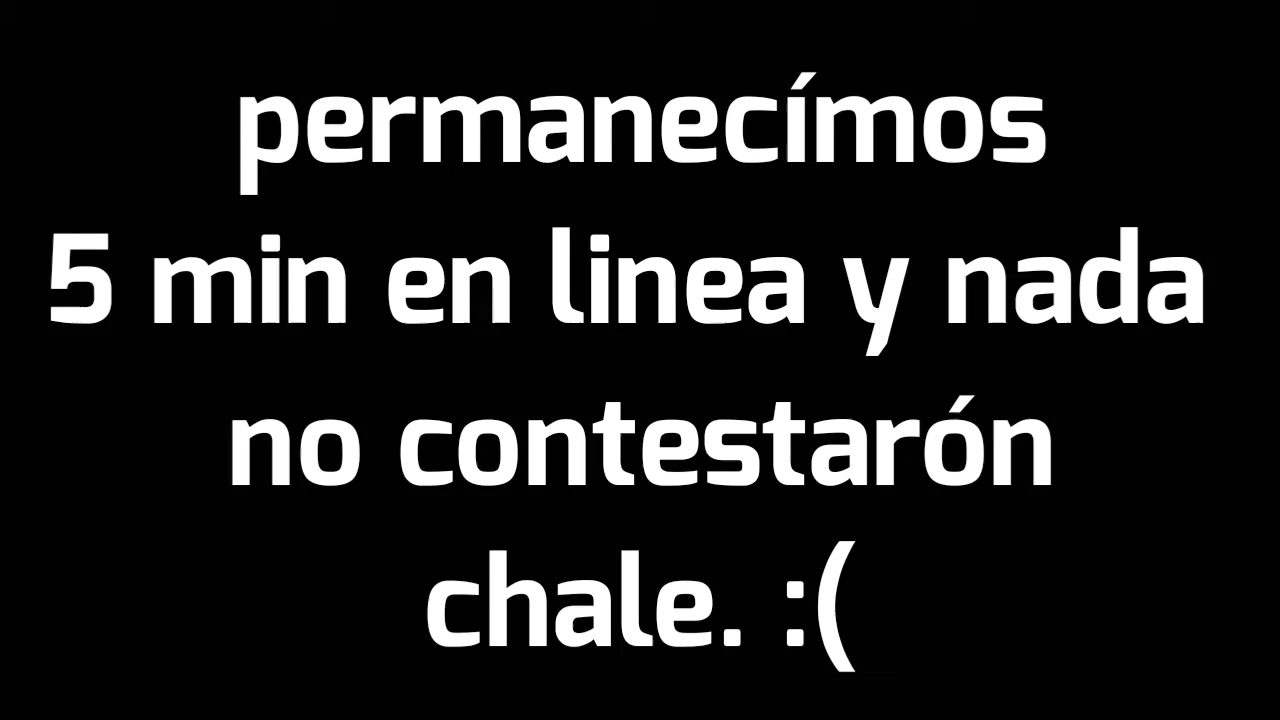 permanecímos
5 min en linea y nada
no contestarón
chale. :(